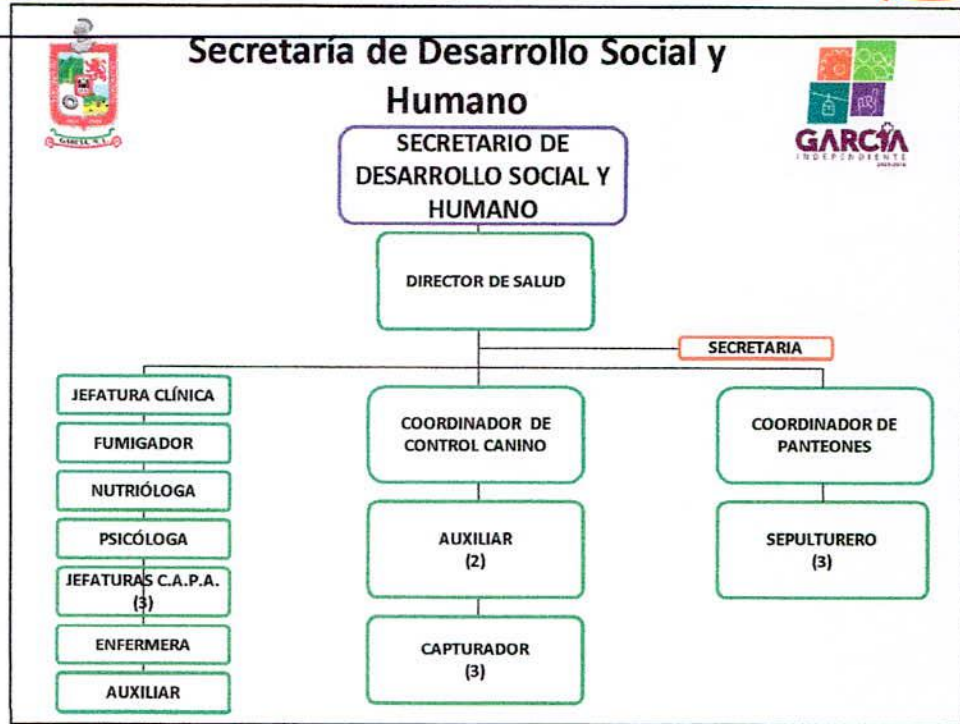 Secretaría de Desarrollo Social y
Humano
GARCIA, N. L.
GARCÍA
INDEPENDIENTE
SECRETARIO DE
DESARROLLO SOCIAL Y
HUMANO
DIRECTOR DE SALUD
SECRETARIA
JEFATURA CLÍNICA
FUMIGADOR
NUTRIÓLOGA
PSICÓLOGA
JEFATURAS C.A.P.A.
(3)
ENFERMERA
AUXILIAR
COORDINADOR DE
CONTROL CANINO
AUXILIAR
(2)
CAPTURADOR
(3)
COORDINADOR DE
PANTEONES
SEPULTURERO
(3)